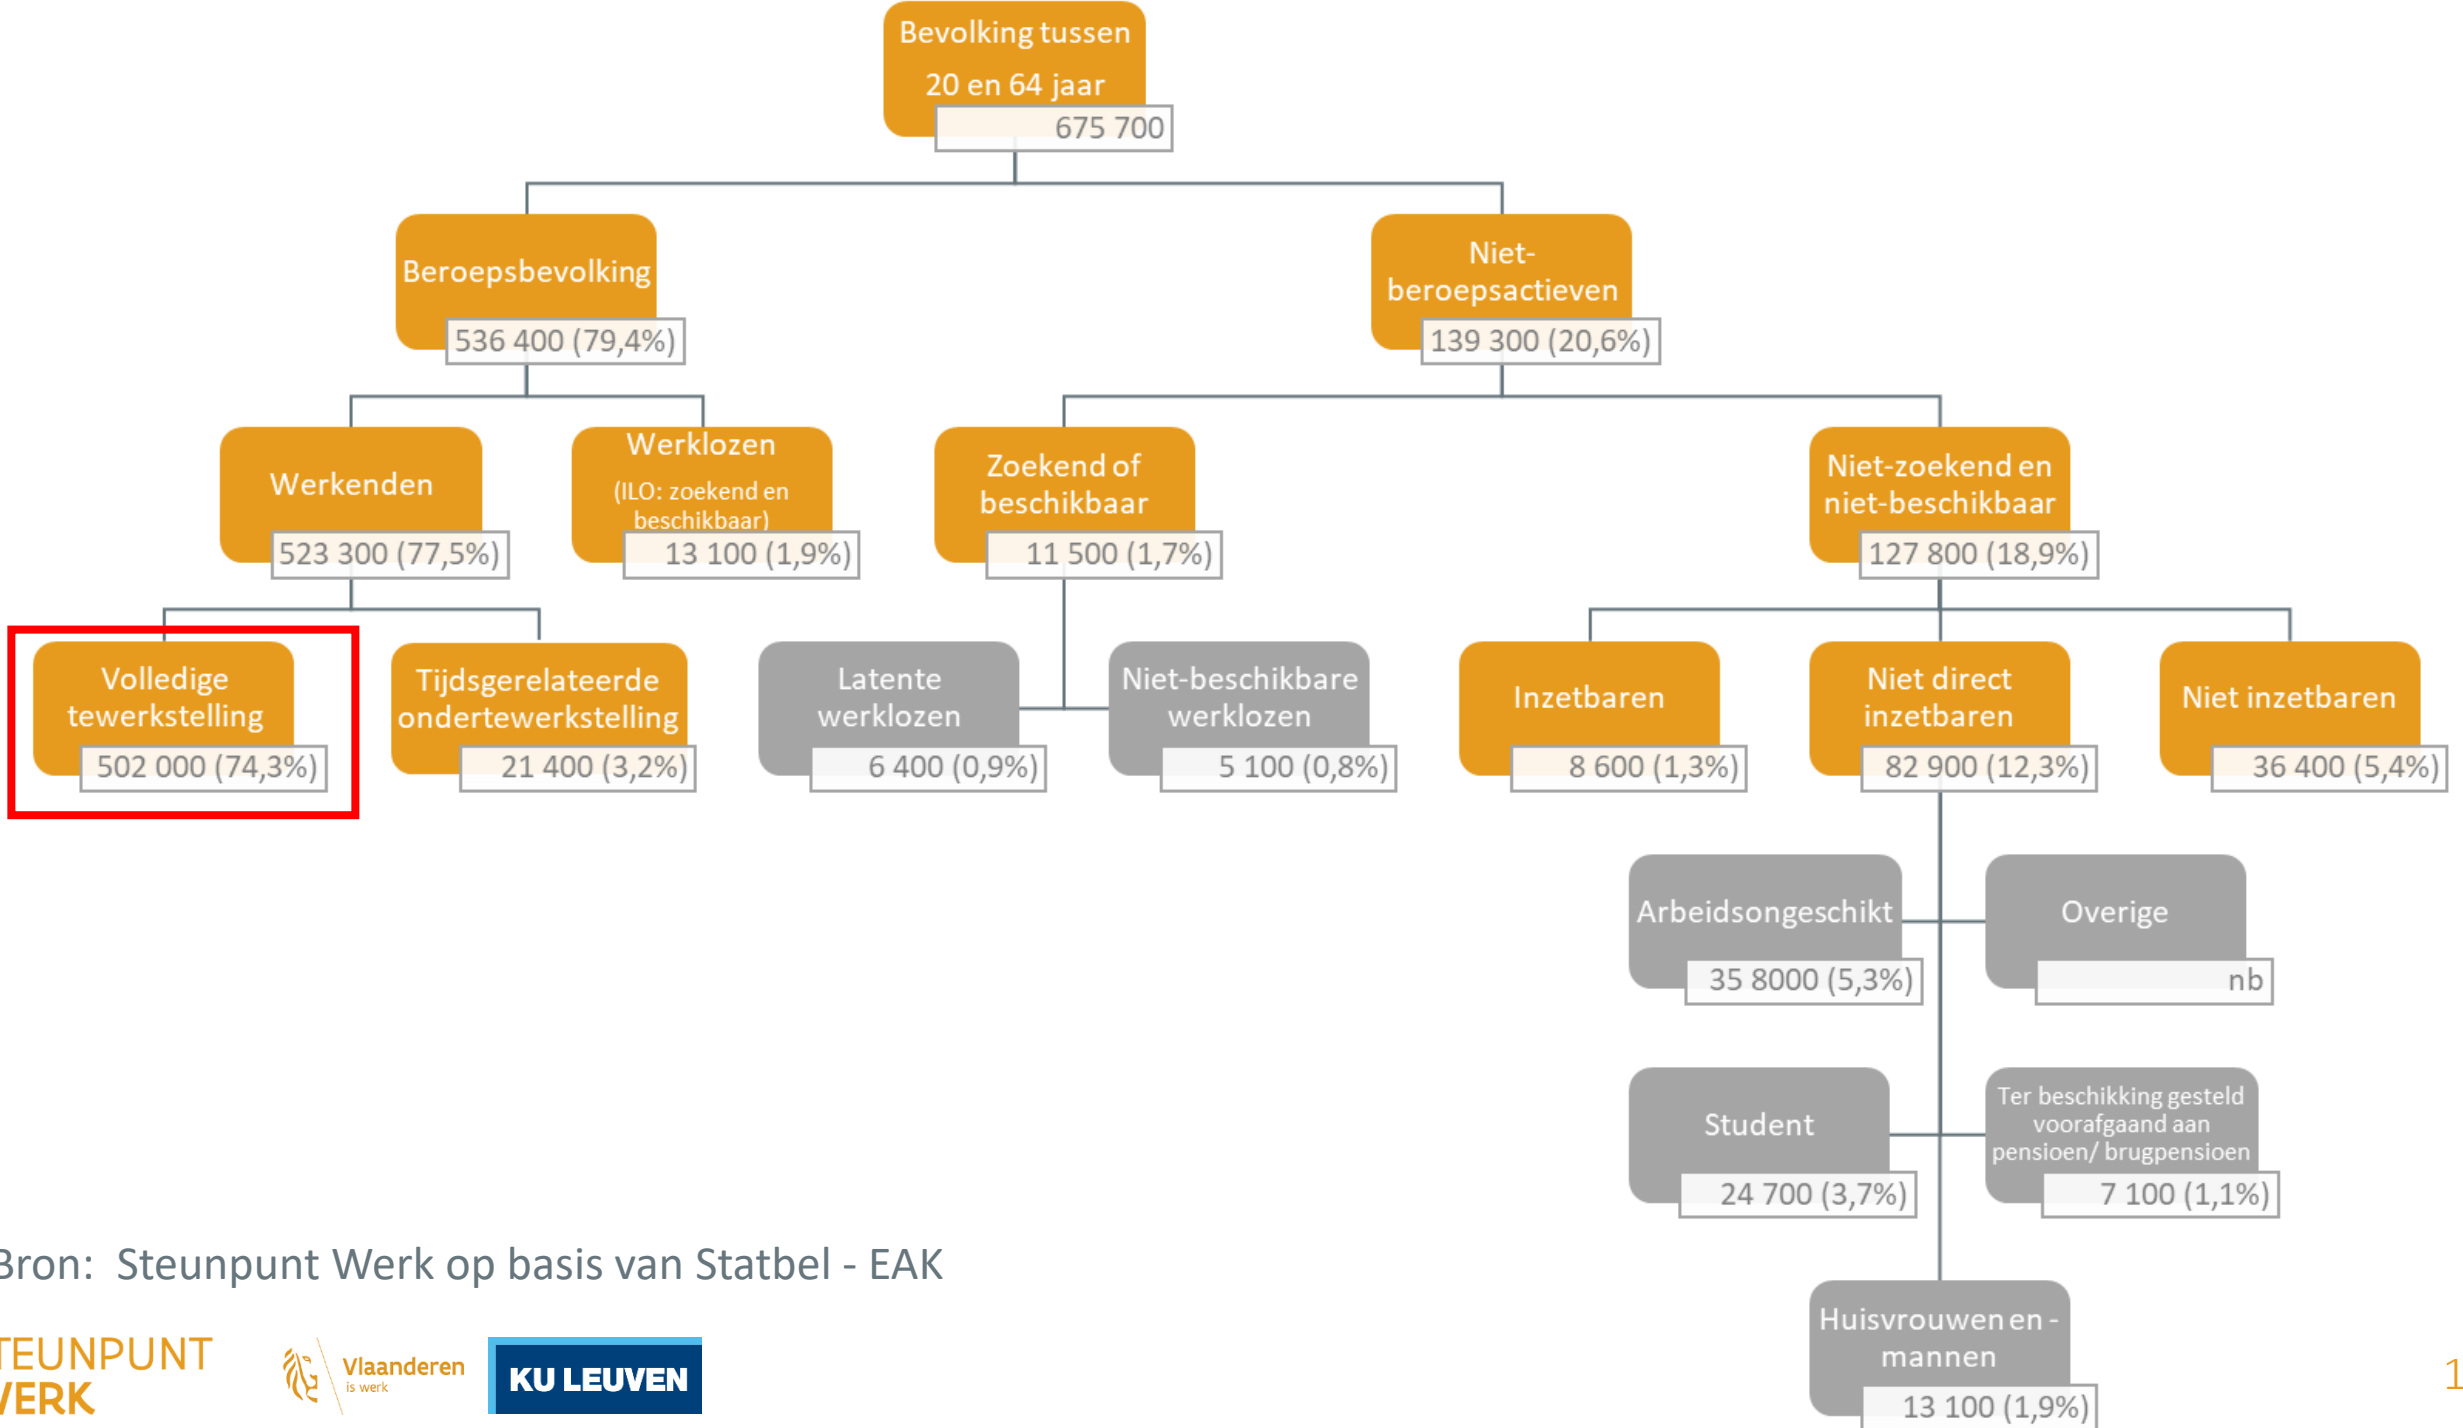 Bevolking tussen
20 en 64 jaar
675 700
Beroepsbevolking
536 400 (79,4%)
Niet-
beroepsactieven
139 300 (20,6%)
Werkenden
523 300 (77,5%)
Werklozen
(ILO: zoekend en
beschikbaar)
13 100 (1,9%)
Zoekend of
beschikbaar
11 500 (1,7%)
Niet-zoekend en
niet-beschikbaar
127 800 (18,9%)
Volledige
tewerkstelling
502 000 (74,3%)
Tijdsgerelateerde
ondertewerkstelling
21 400 (3,2%)
Latente
werklozen
6 400 (0,9%)
Niet-beschikbare
werklozen
5 100 (0,8%)
Inzetbaren
8 600 (1,3%)
Niet direct
inzetbaren
82 900 (12,3%)
Niet inzetbaren
36 400 (5,4%)
Arbeidsongeschikt
35 8000 (5,3%)
Overige
nb
Student
24 700 (3,7%)
Ter beschikking gesteld
voorafgaand aan
pensioen/ brugpensioen
7 100 (1,1%)
Huisvrouwen en -
mannen
13 100 (1,9%)
Bron: Steunpunt Werk op basis van Statbel - EAK
TEUNPUNT
WERK
Vlaanderen
is werk
KU LEUVEN
1